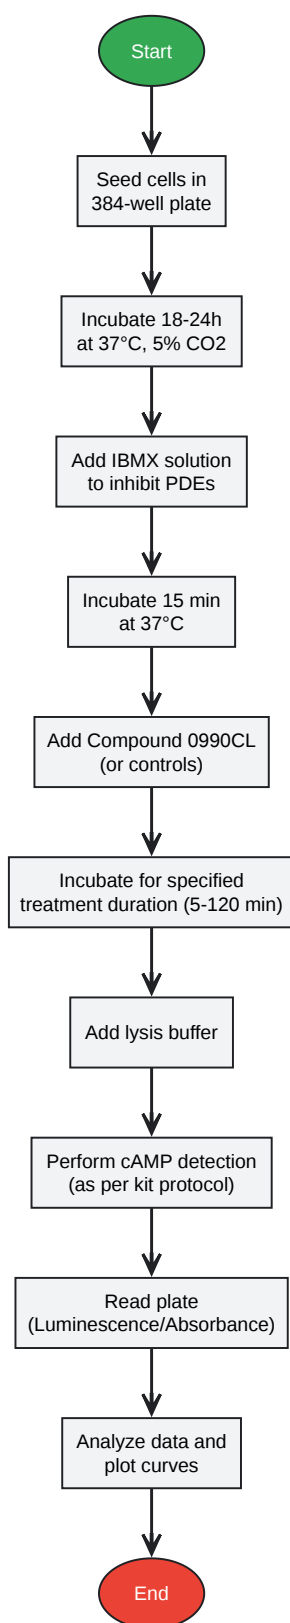 Start
Seed cells in
384-well plate
Incubate 18-24h
at 37°C, 5% CO2
Add IBMX solution
to inhibit PDEs
Incubate 15 min
at 37°C
Add Compound 0990CL
(or controls)
Incubate for specified
treatment duration (5-120 min)
Add lysis buffer
Perform cAMP detection
(as per kit protocol)
Read plate
(Luminescence/Absorbance)
Analyze data and
plot curves
End